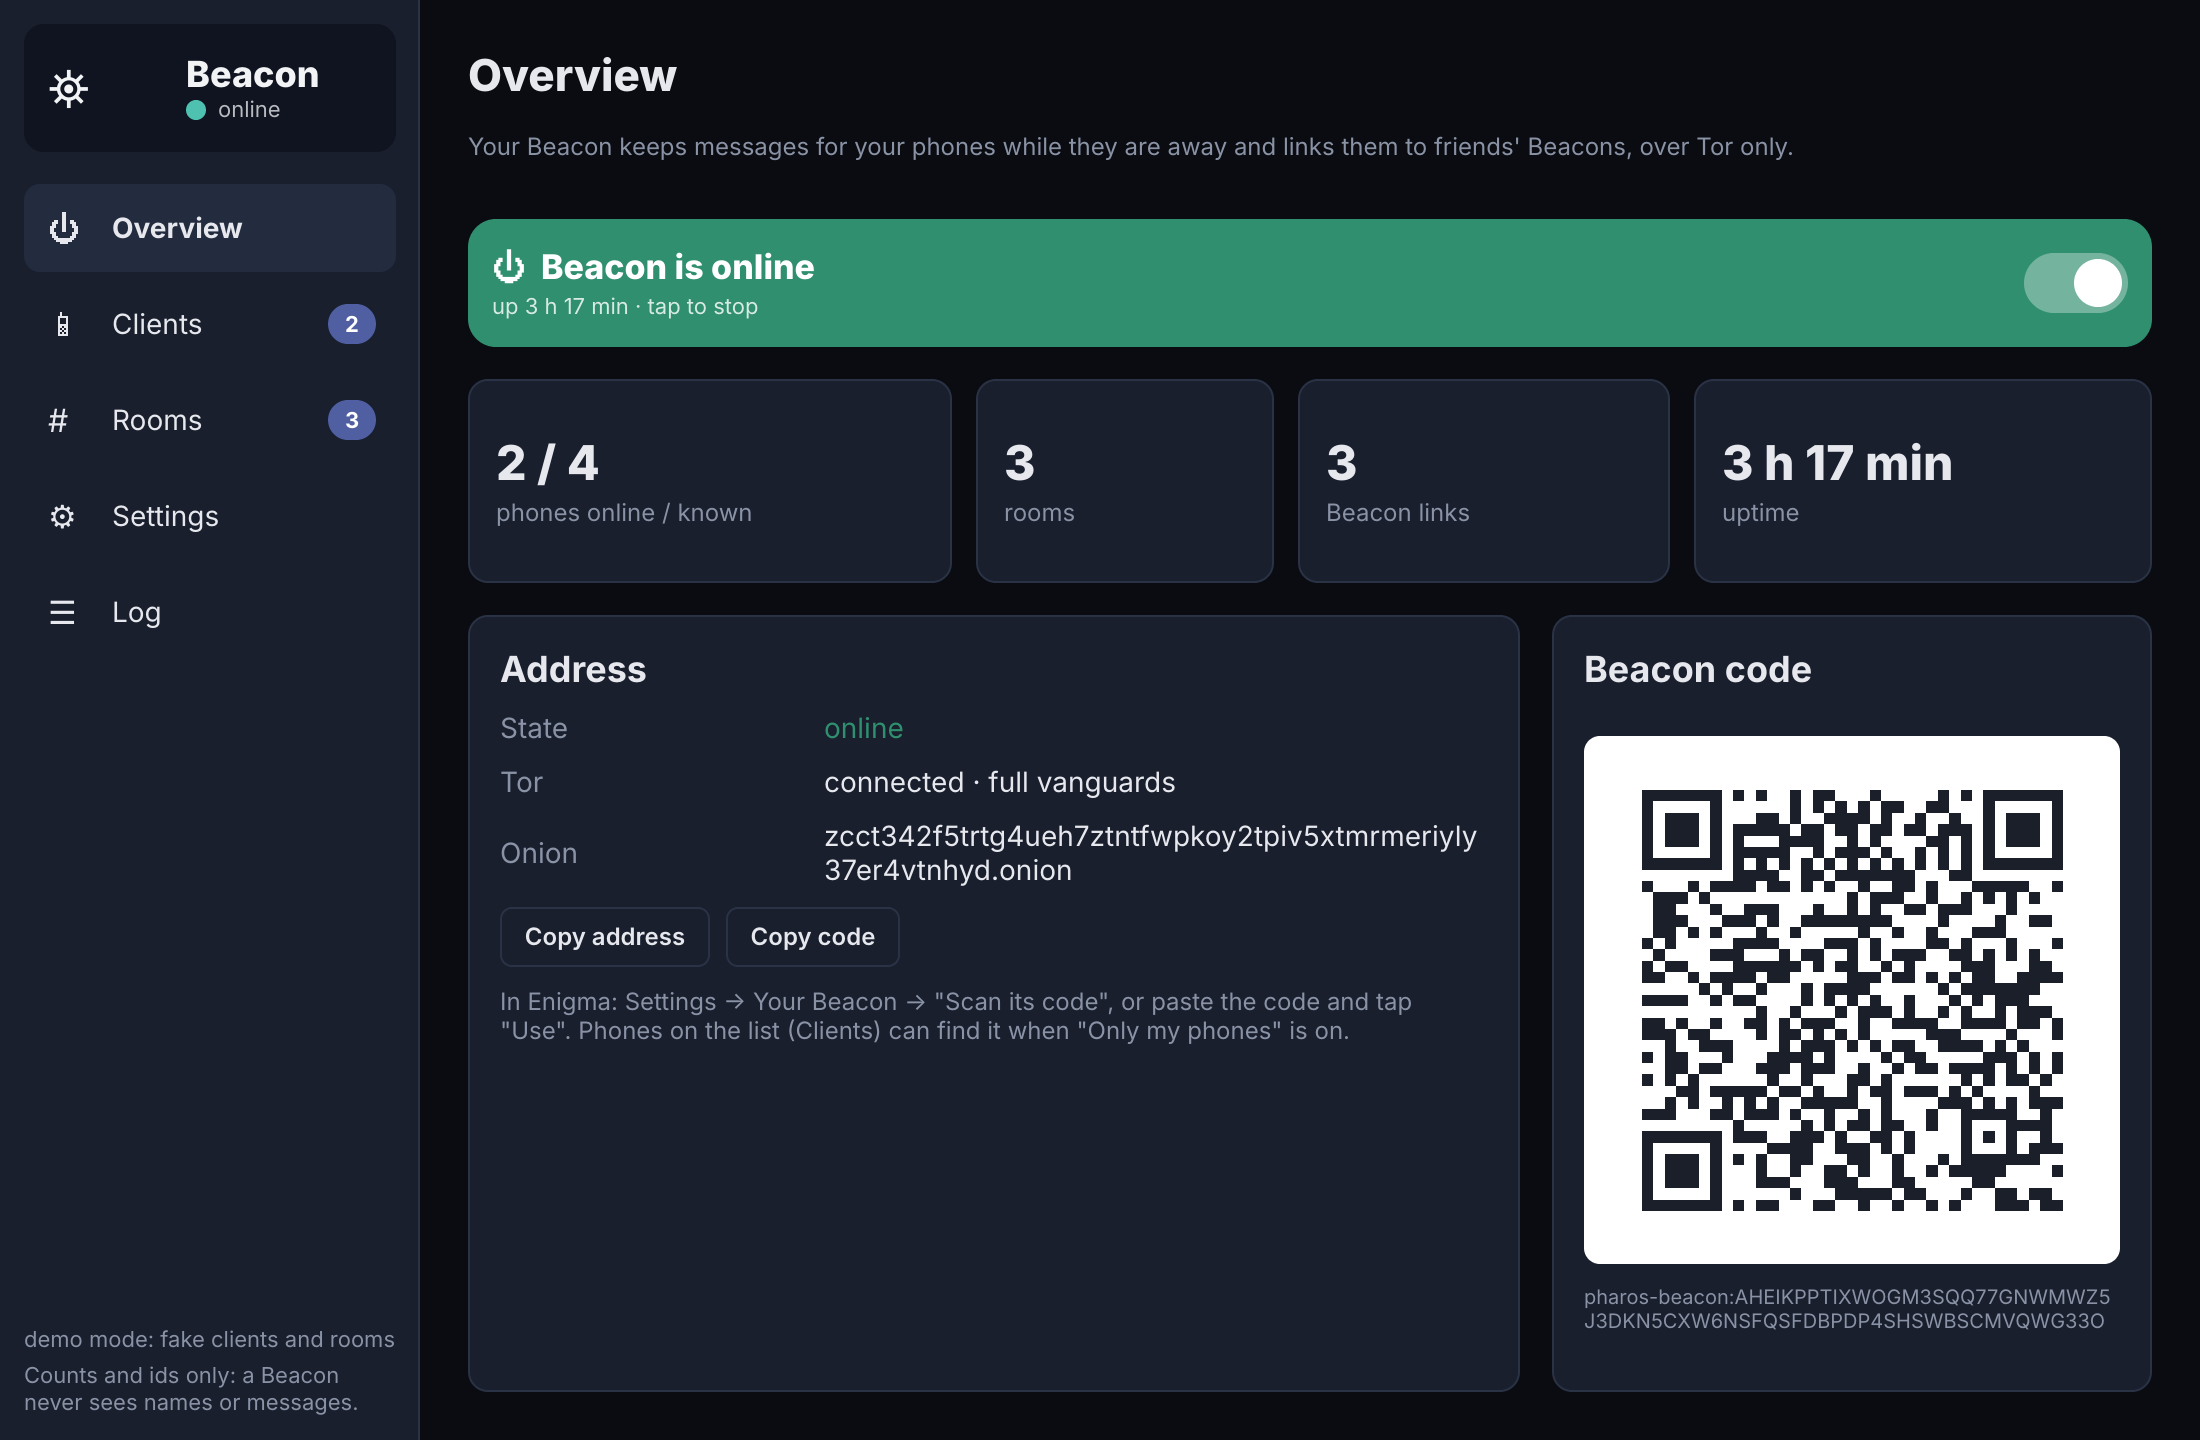 Beacon
online
Overview
Clients 2
# Rooms 3
Settings
Log
demo mode: fake clients and rooms
Counts and ids only: a Beacon
never sees names or messages.
Overview
Your Beacon keeps messages for your phones while they are away and links them to friends' Beacons, over Tor only.
Beacon is online
up 3 h 17 min · tap to stop
2 / 4
phones online / known
3
rooms
3
Beacon links
3 h 17 min
uptime
Address
State online
Tor connected · full vanguards
Onion zcct342f5trtg4ueh7ztntfwpkoy2tpiv5xtmrmeriyly
37er4vtnhyd.onion
Copy address Copy code
In Enigma: Settings → Your Beacon → "Scan its code", or paste the code and tap
"Use". Phones on the list (Clients) can find it when "Only my phones" is on.
Beacon code
pharos-beacon:AHEIKPPTIXWOGM3SQQ77GNWMWZ5
J3DKN5CXW6NSFQSFDBPDP4SHSWBSCMVQWG33O